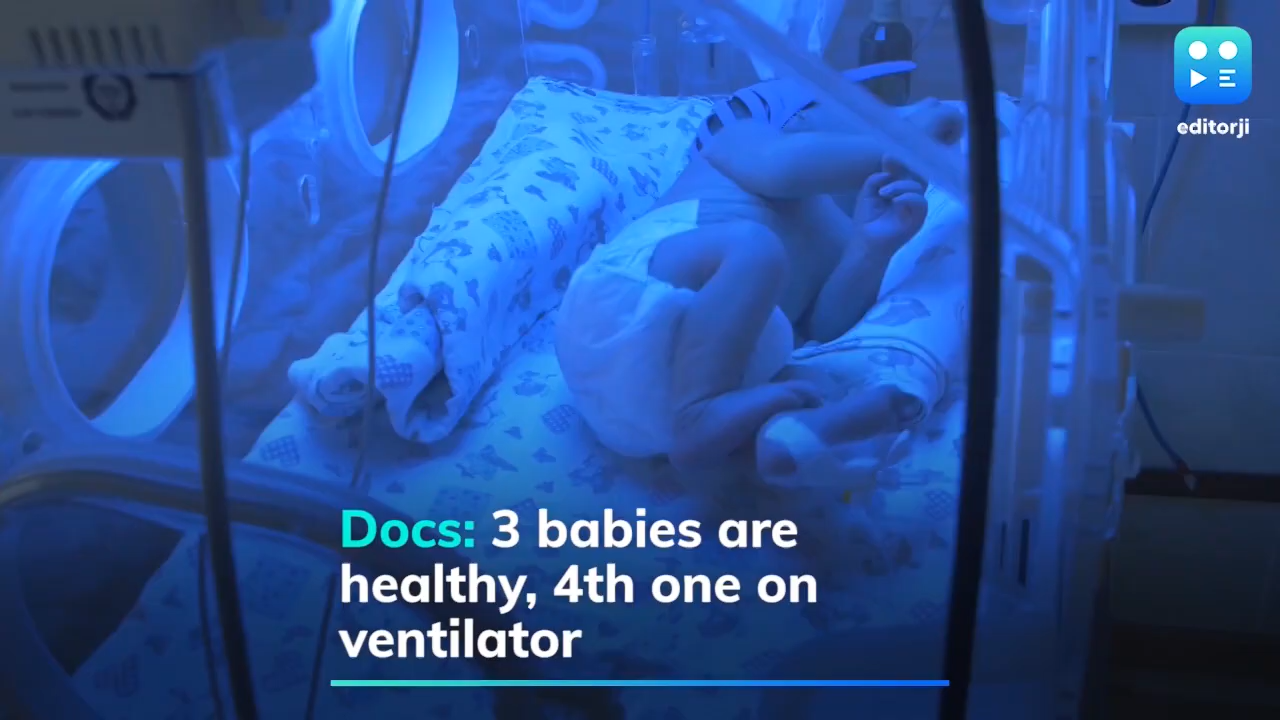 editorji
Docs: 3 babies are
healthy, 4th one on
ventilator